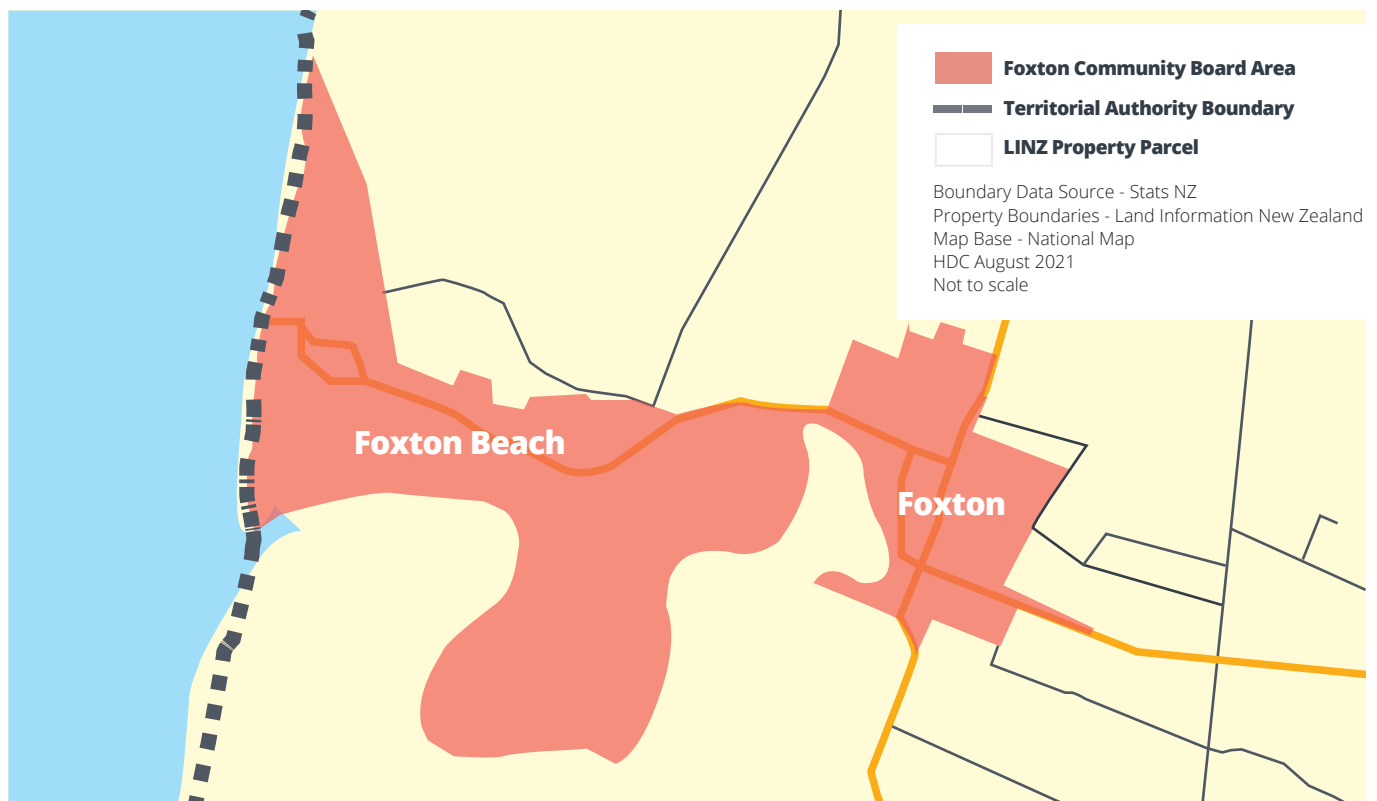 Foxton Community Board Area
Territorial Authority Boundary
LINZ Property Parcel
Boundary Data Source - Stats NZ
Property Boundaries - Land Information New Zealand
Map Base - National Map
HDC August 2021
Not to scale
Foxton Beach
Foxton